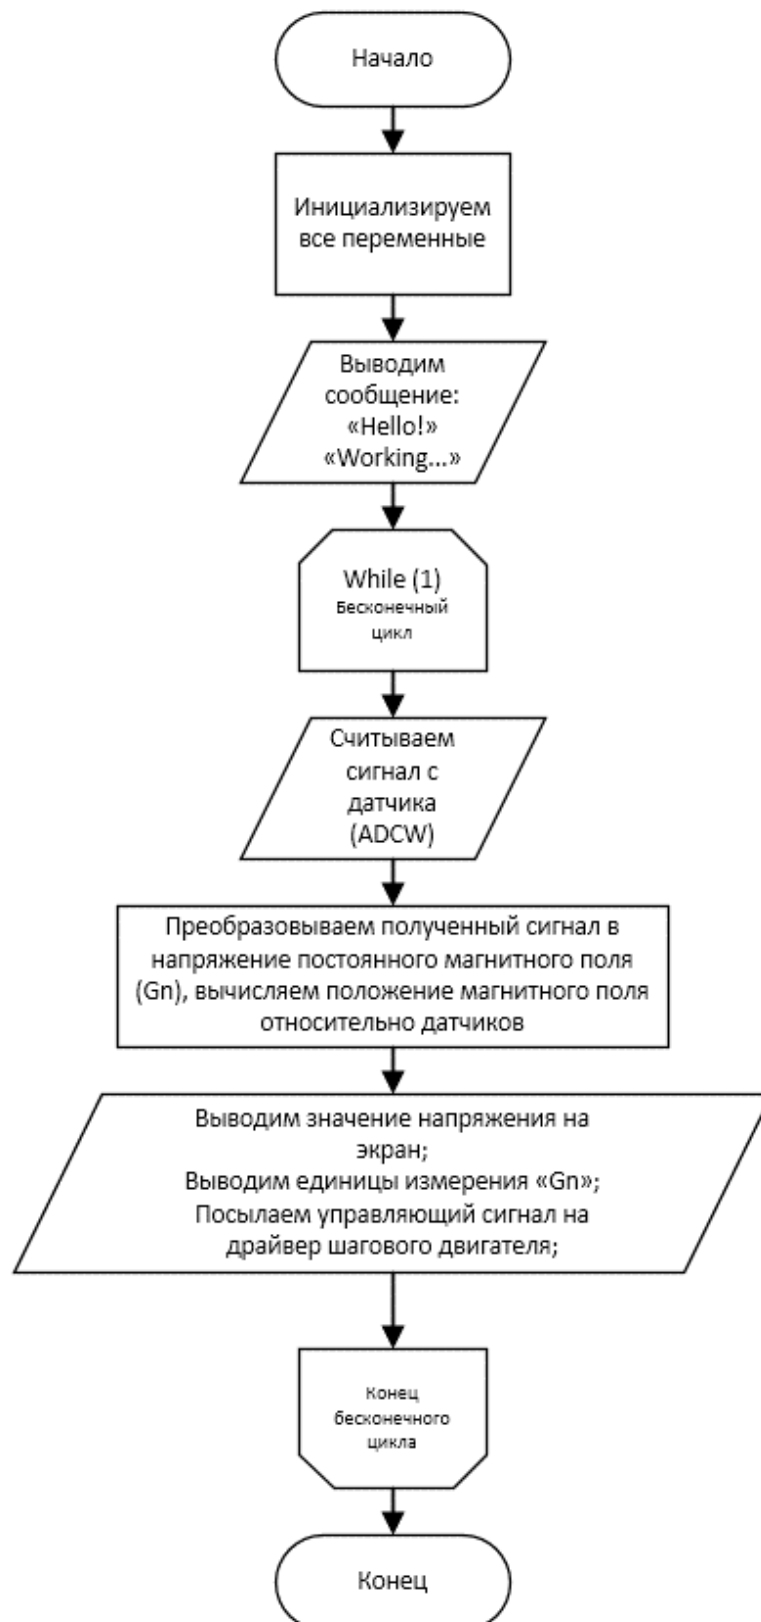 Начало
Инициализируем
все переменные
Выводим
сообщение:
«Hello!»
«Working...»
While (1)
Бесконечный
цикл
Считываем
сигнал с
датчика
(ADCW)
Преобразовываем полученный сигнал в
напряжение постоянного магнитного поля
(Gn), вычисляем положение магнитного поля
относительно датчиков
Выводим значение напряжения на
экран;
Выводим единицы измерения «Gn»;
Посылаем управляющий сигнал на
драйвер шагового двигателя;
Конец
бесконечного
цикла
Конец